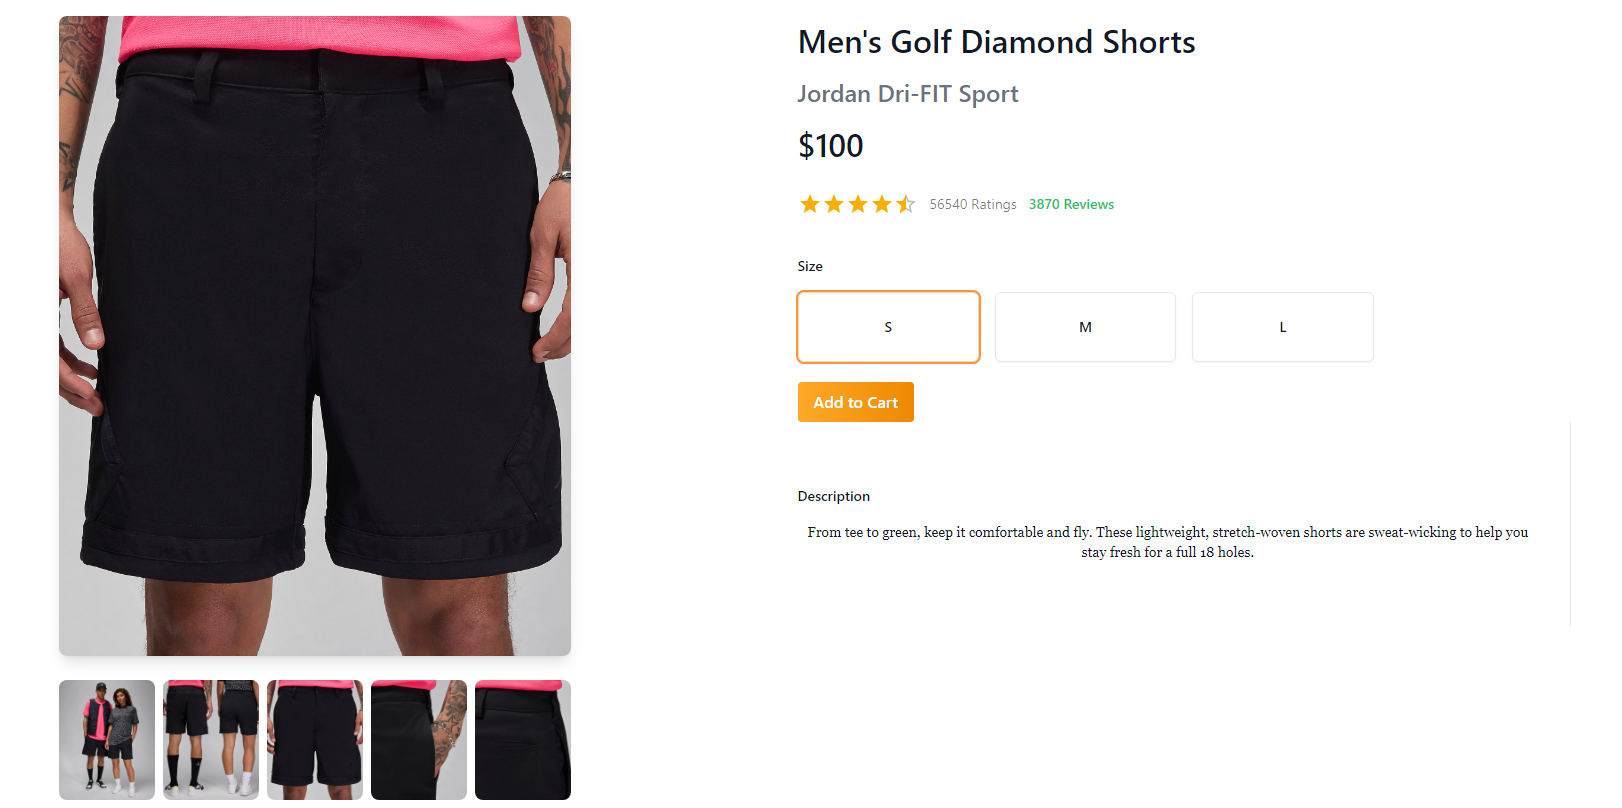 Men's Golf Diamond Shorts
Jordan Dri-FIT Sport
$100
56540 Ratings 3870 Reviews
Size
S M L
Add to Cart
Description
From tee to green, keep it comfortable and fly. These lightweight, stretch-woven shorts are sweat-wicking to help you
stay fresh for a full 18 holes.